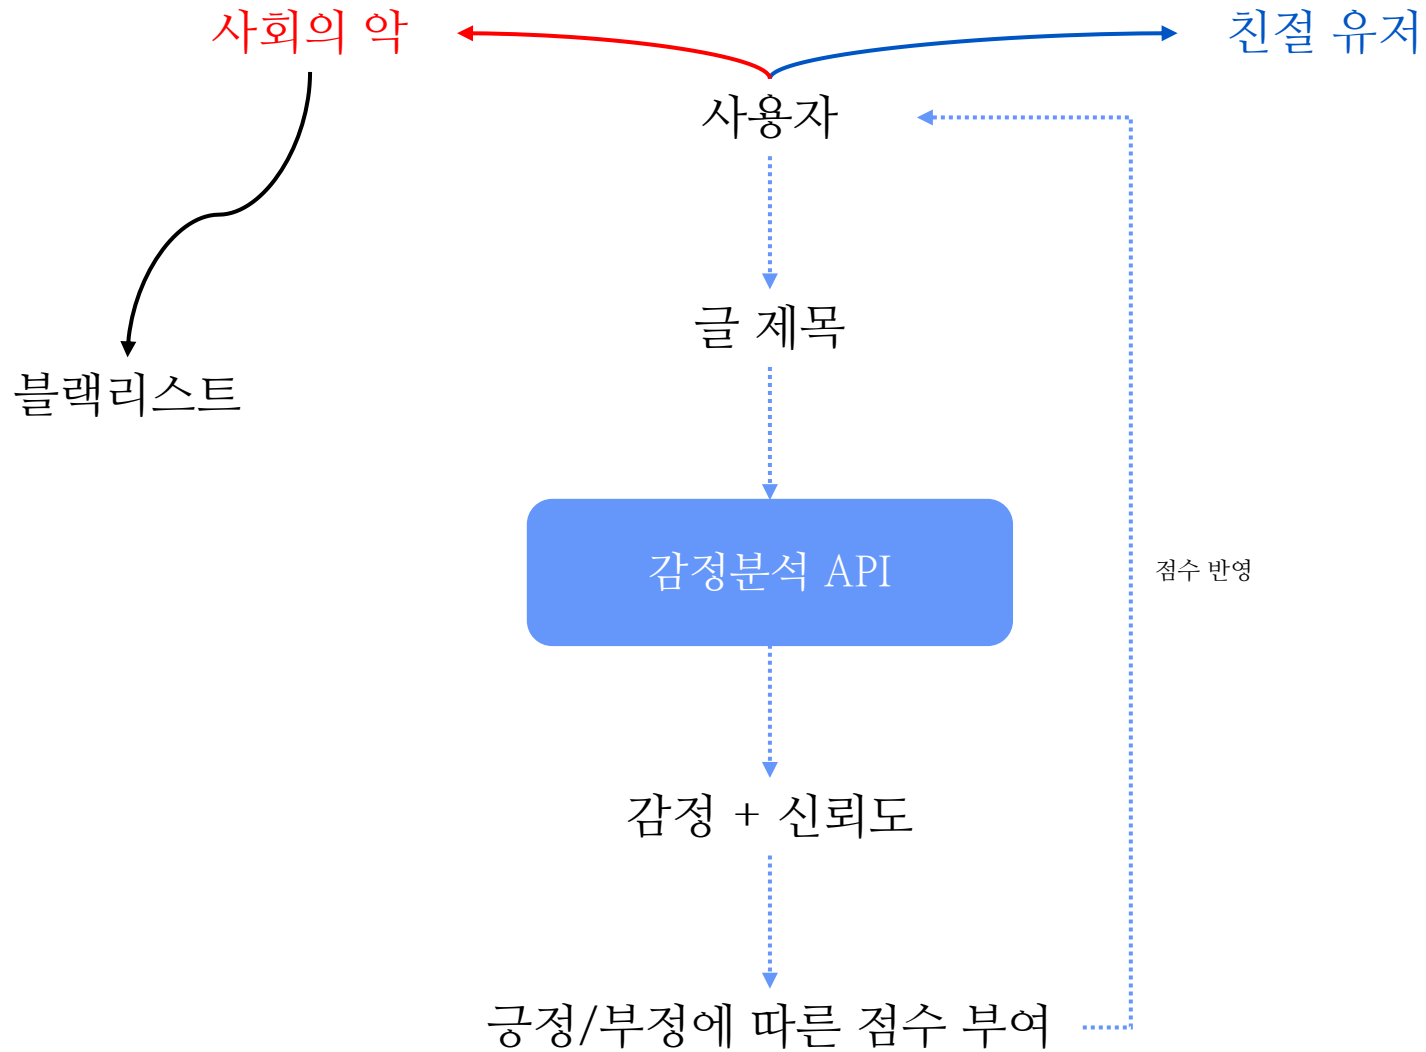 사회의 악
친절 유저
사용자
글 제목
블랙리스트
감정분석 API
점수 반영
감정 + 신뢰도
긍정/부정에 따른 점수 부여